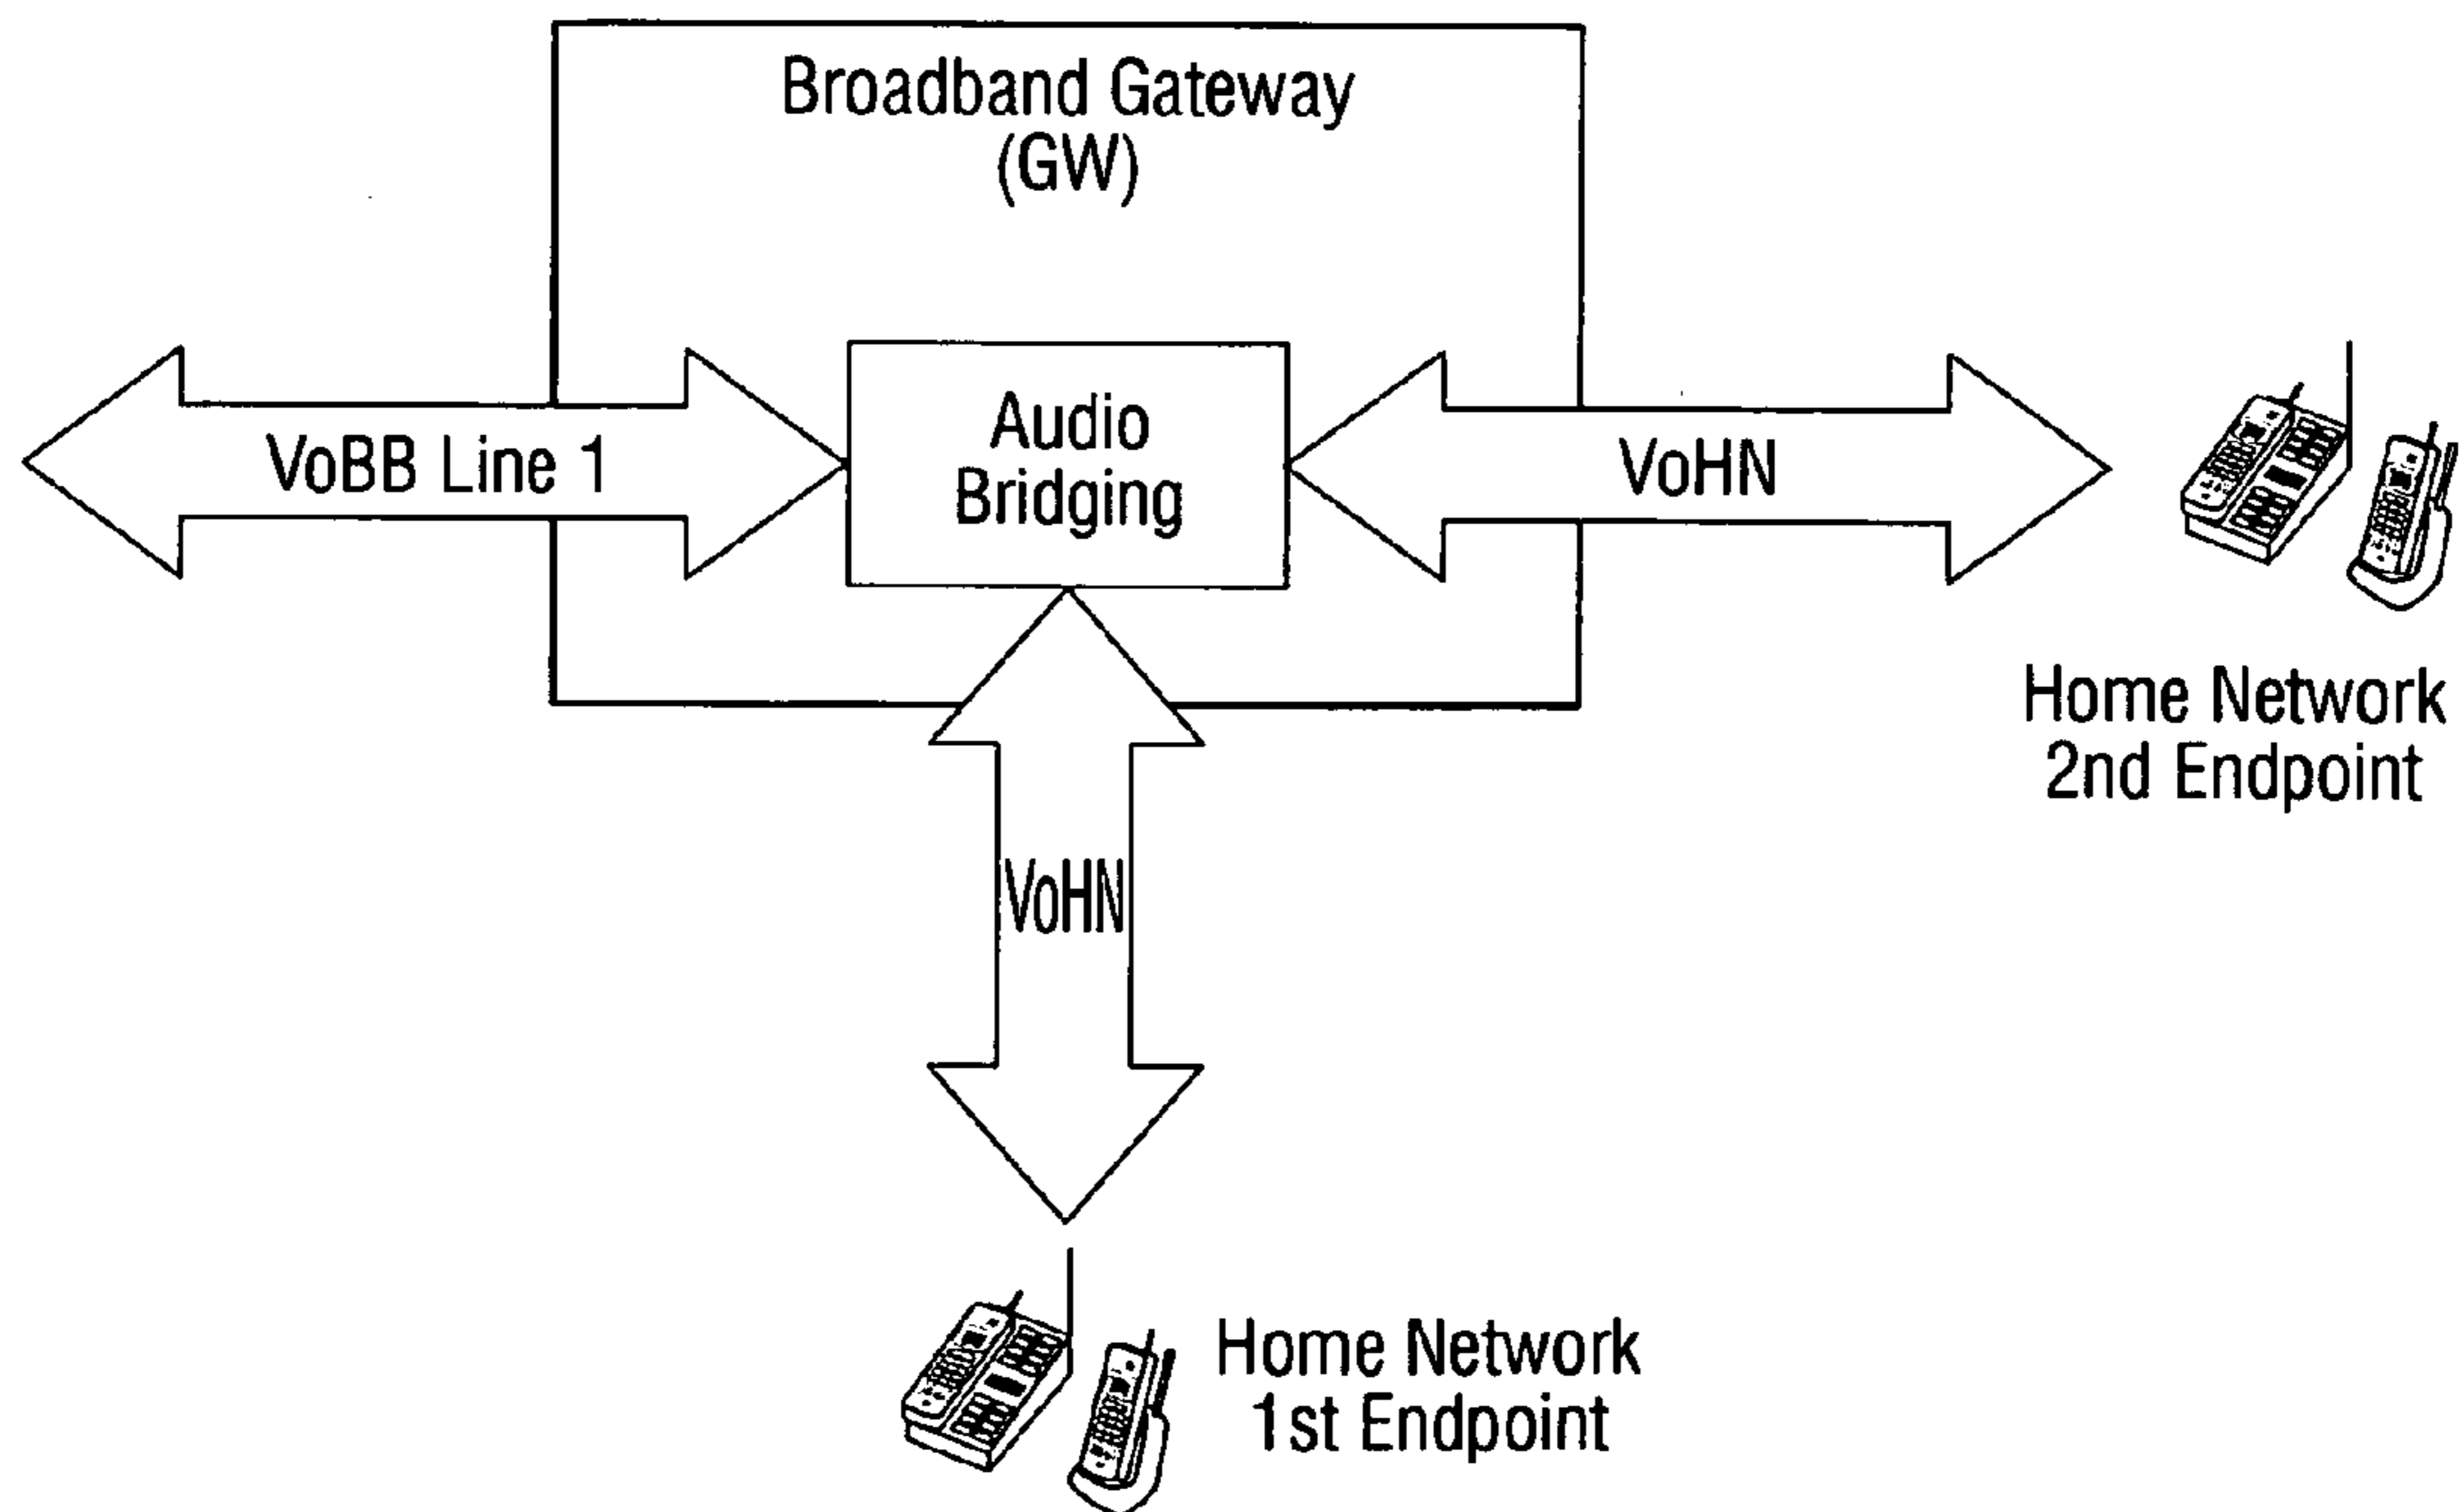 Broadband Gateway
(GW)
VoBB Line 1
Audio
Bridging
VoHN
Home Network
2nd Endpoint
VoHN
Home Network
1st Endpoint